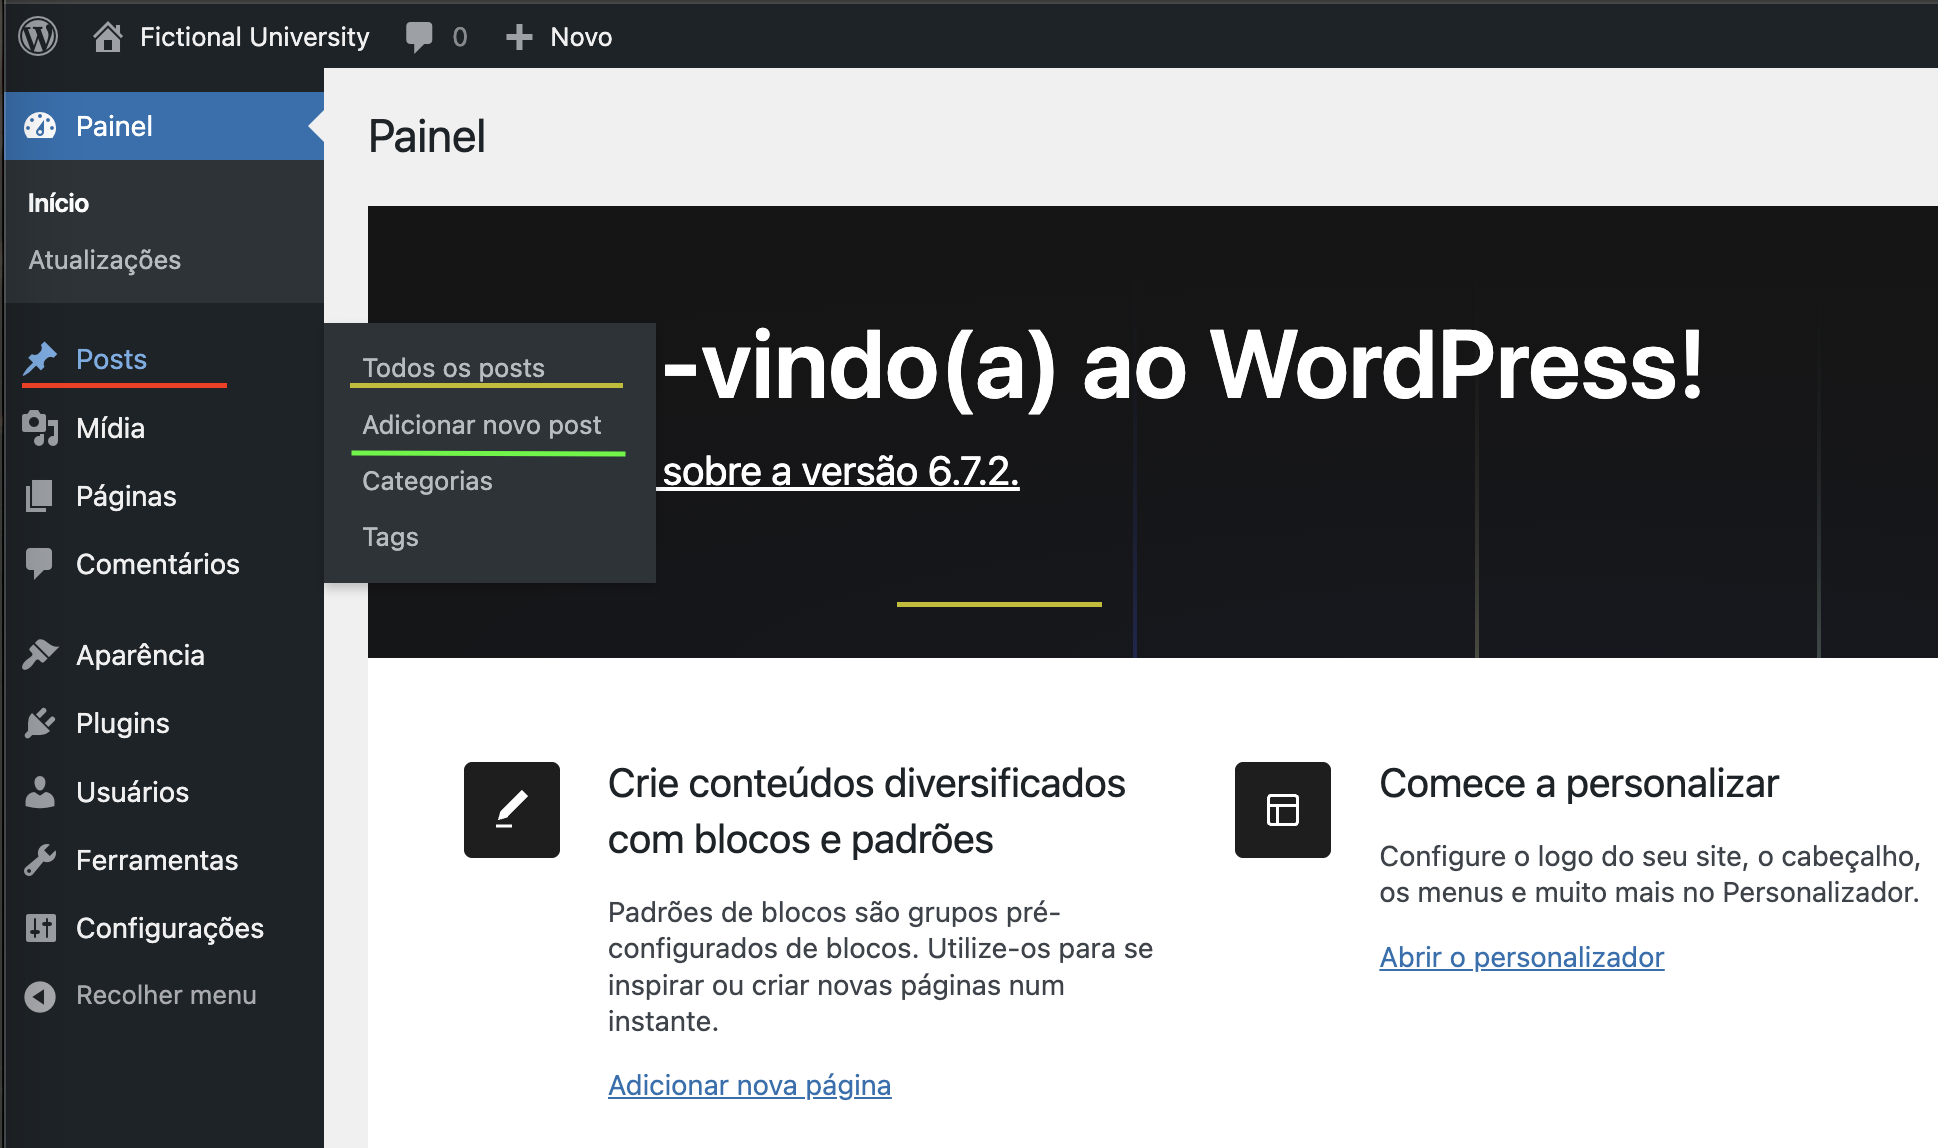 Fictional University 0 Novo
Painel
Início
Atualizações
Posts
Mídia
Páginas
Comentários
Aparência
Plugins
Usuários
Ferramentas
Configurações
Recolher menu
Todos os posts
Adicionar novo post
Categorias
Tags
Painel
-vindo(a) ao WordPress!
sobre a versão 6.7.2.
Crie conteúdos diversificados
com blocos e padrões
Padrões de blocos são grupos pré-
configurados de blocos. Utilize-os para se
inspirar ou criar novas páginas num
instante.
Adicionar nova página
Comece a personalizar
Configure o logo do seu site, o cabeçalho,
os menus e muito mais no Personalizador.
Abrir o personalizador